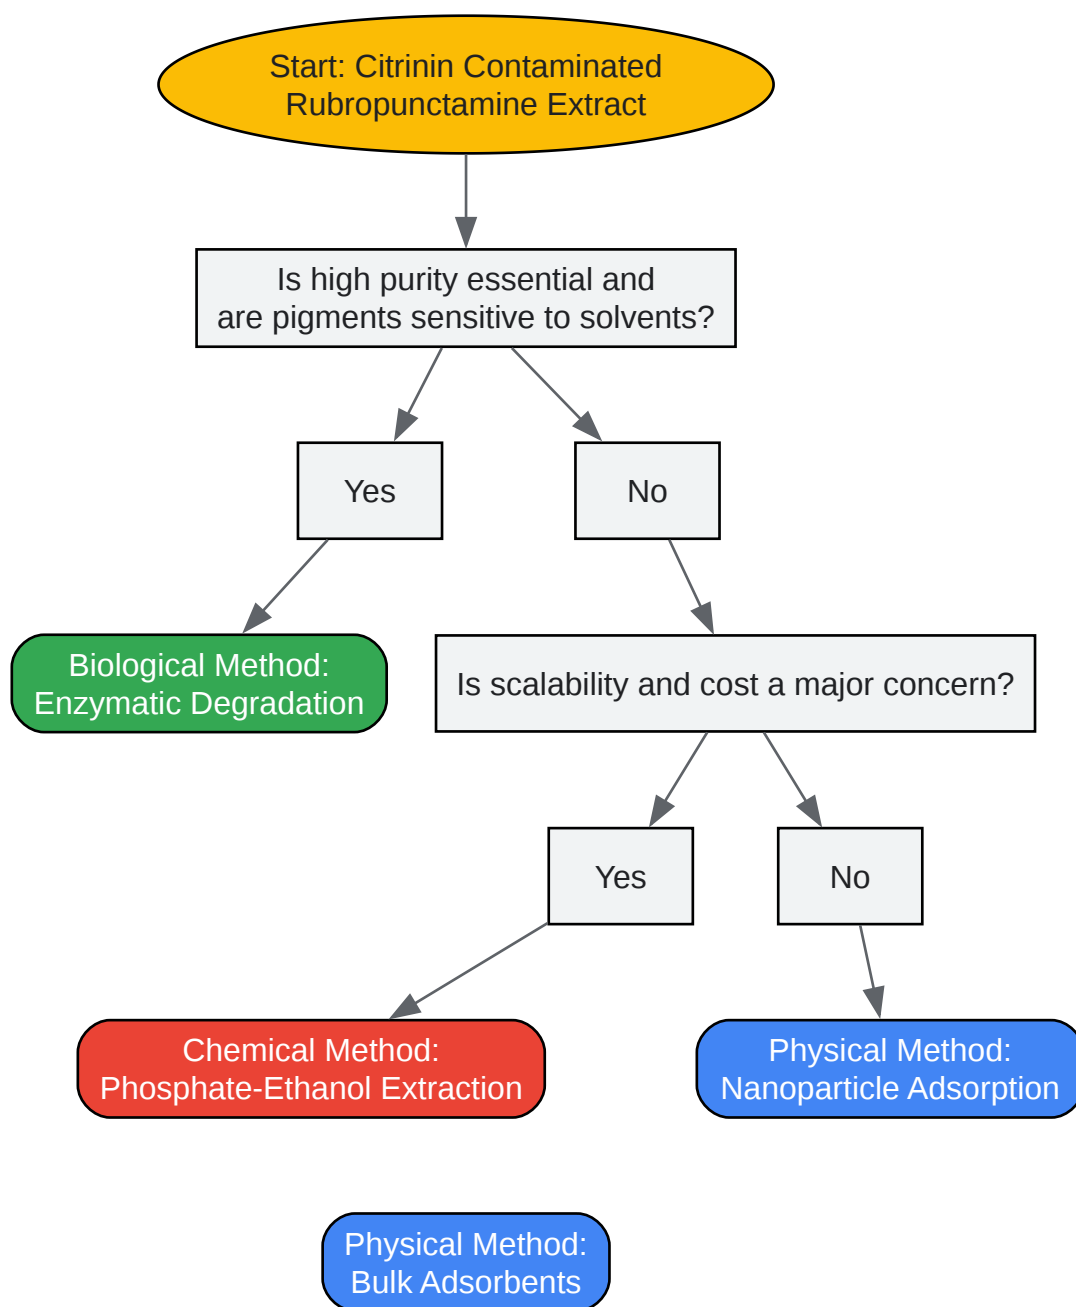 Start: Citrinin Contaminated
Rubropunctamine Extract
Is high purity essential and
are pigments sensitive to solvents?
Yes
No
Biological Method:
Enzymatic Degradation
Is scalability and cost a major concern?
Yes
No
Chemical Method:
Phosphate-Ethanol Extraction
Physical Method:
Nanoparticle Adsorption
Physical Method:
Bulk Adsorbents